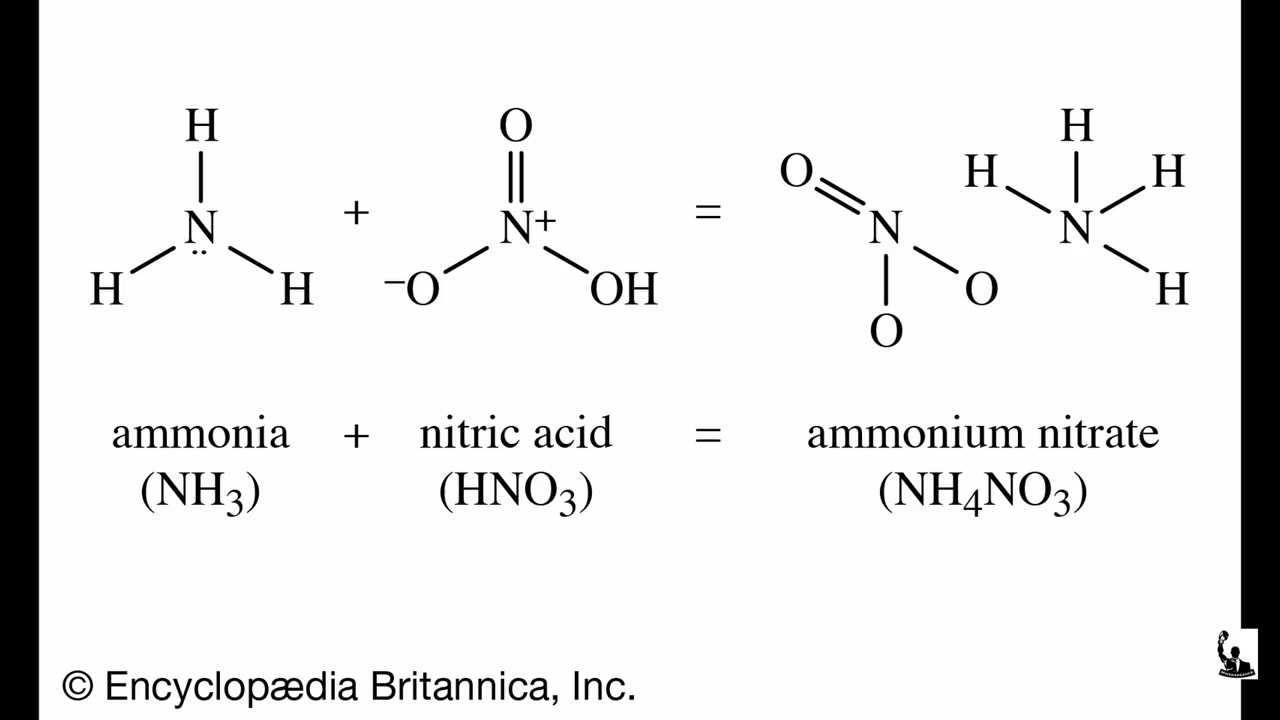 H H
O O H H
+ = 
N N+ N N
H H −O OH O H
O
ammonia + nitric acid = ammonium nitrate
(NH₃) (HNO₃) (NH₄NO₃)
© Encyclopædia Britannica, Inc.